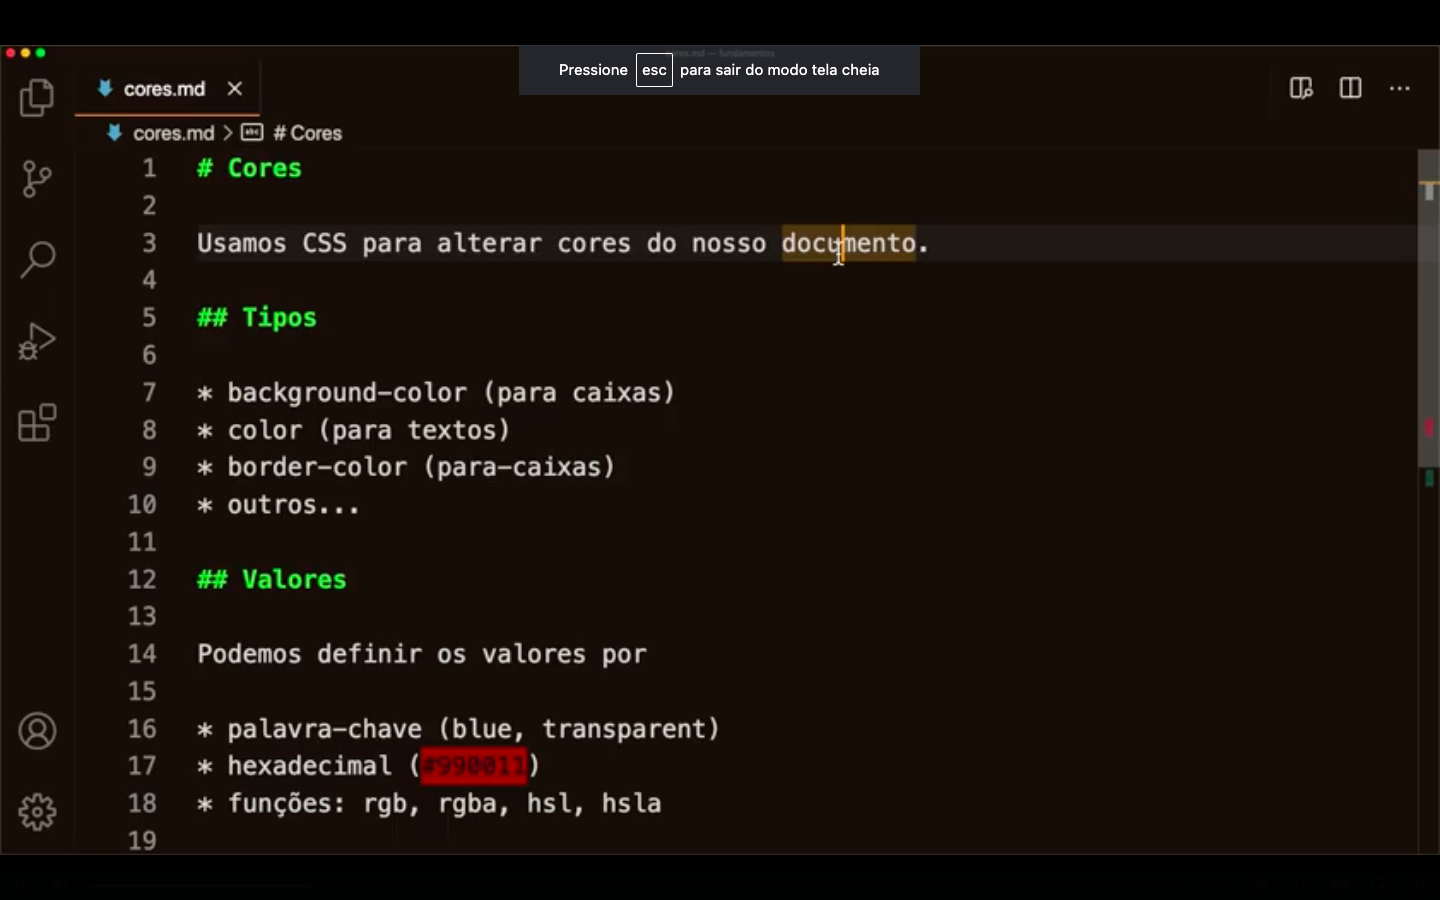 cores.md — fundamentos
Pressione esc para sair do modo tela cheia
cores.md
cores.md > # Cores
1 # Cores
2
3 Usamos CSS para alterar cores do nosso documento.
4
5 ## Tipos
6
7 * background-color (para caixas)
8 * color (para textos)
9 * border-color (para-caixas)
10 * outros...
11
12 ## Valores
13
14 Podemos definir os valores por
15
16 * palavra-chave (blue, transparent)
17 * hexadecimal (#990011)
18 * funções: rgb, rgba, hsl, hsla
19